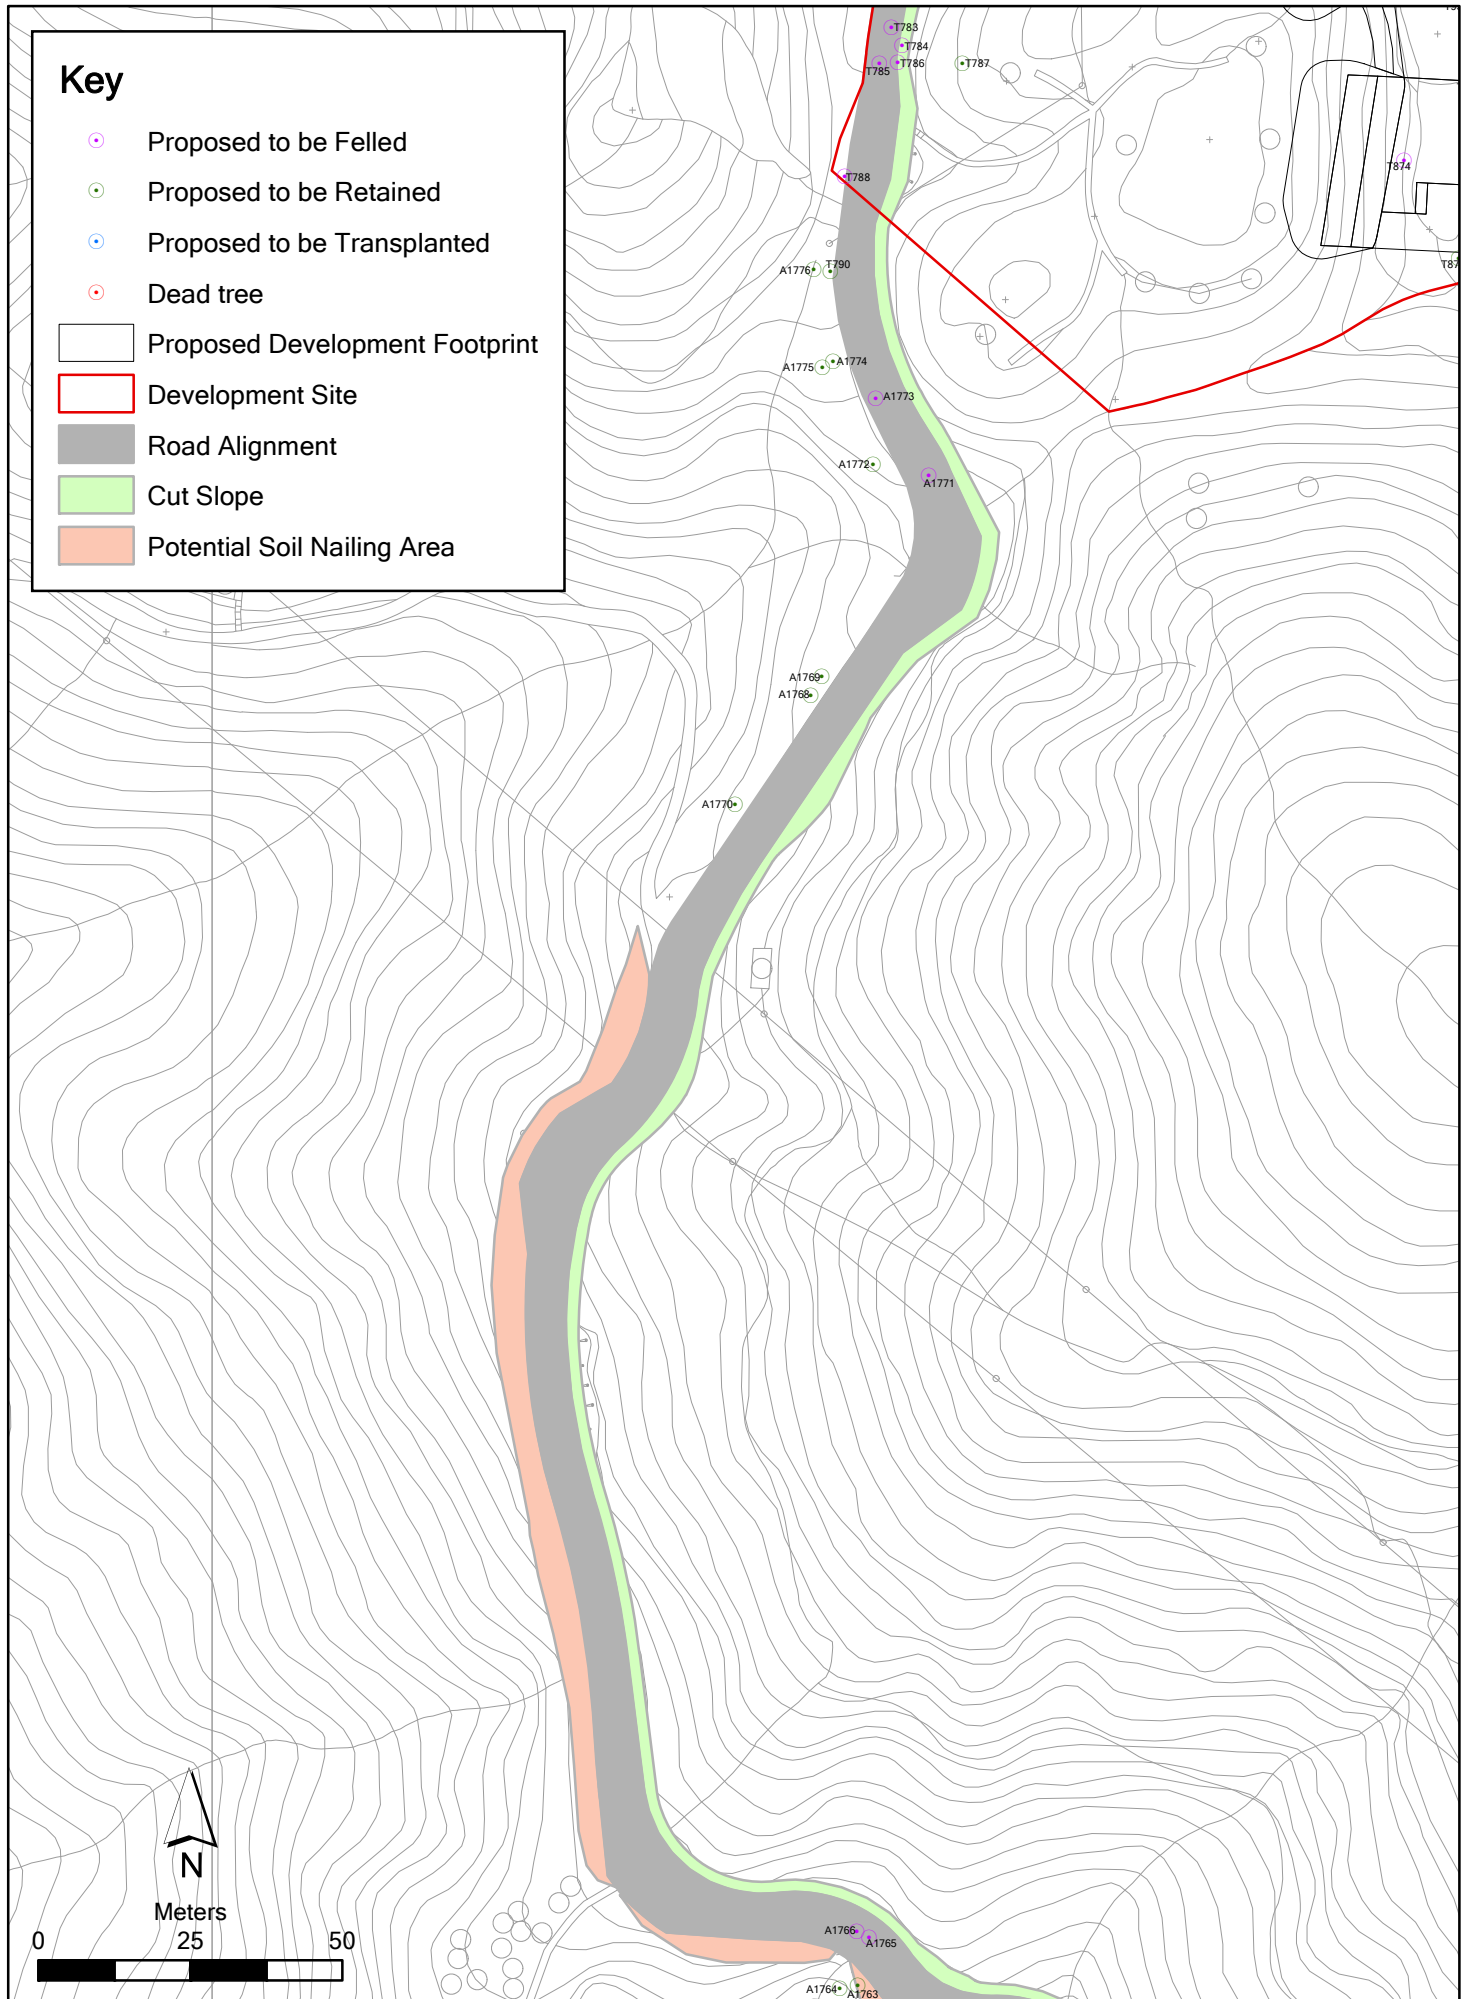 Key
Proposed to be Felled
Proposed to be Retained
Proposed to be Transplanted
Dead tree
Proposed Development Footprint
Development Site
Road Alignment
Cut Slope
Potential Soil Nailing Area
T783
T784
T785
T786
T787
T788
T874
T87
A1776
T790
A1775
A1774
A1773
A1772
A1771
A1769
A1768
A1770
N
Meters
0 25 50
A1766
A1765
A1764
A1763